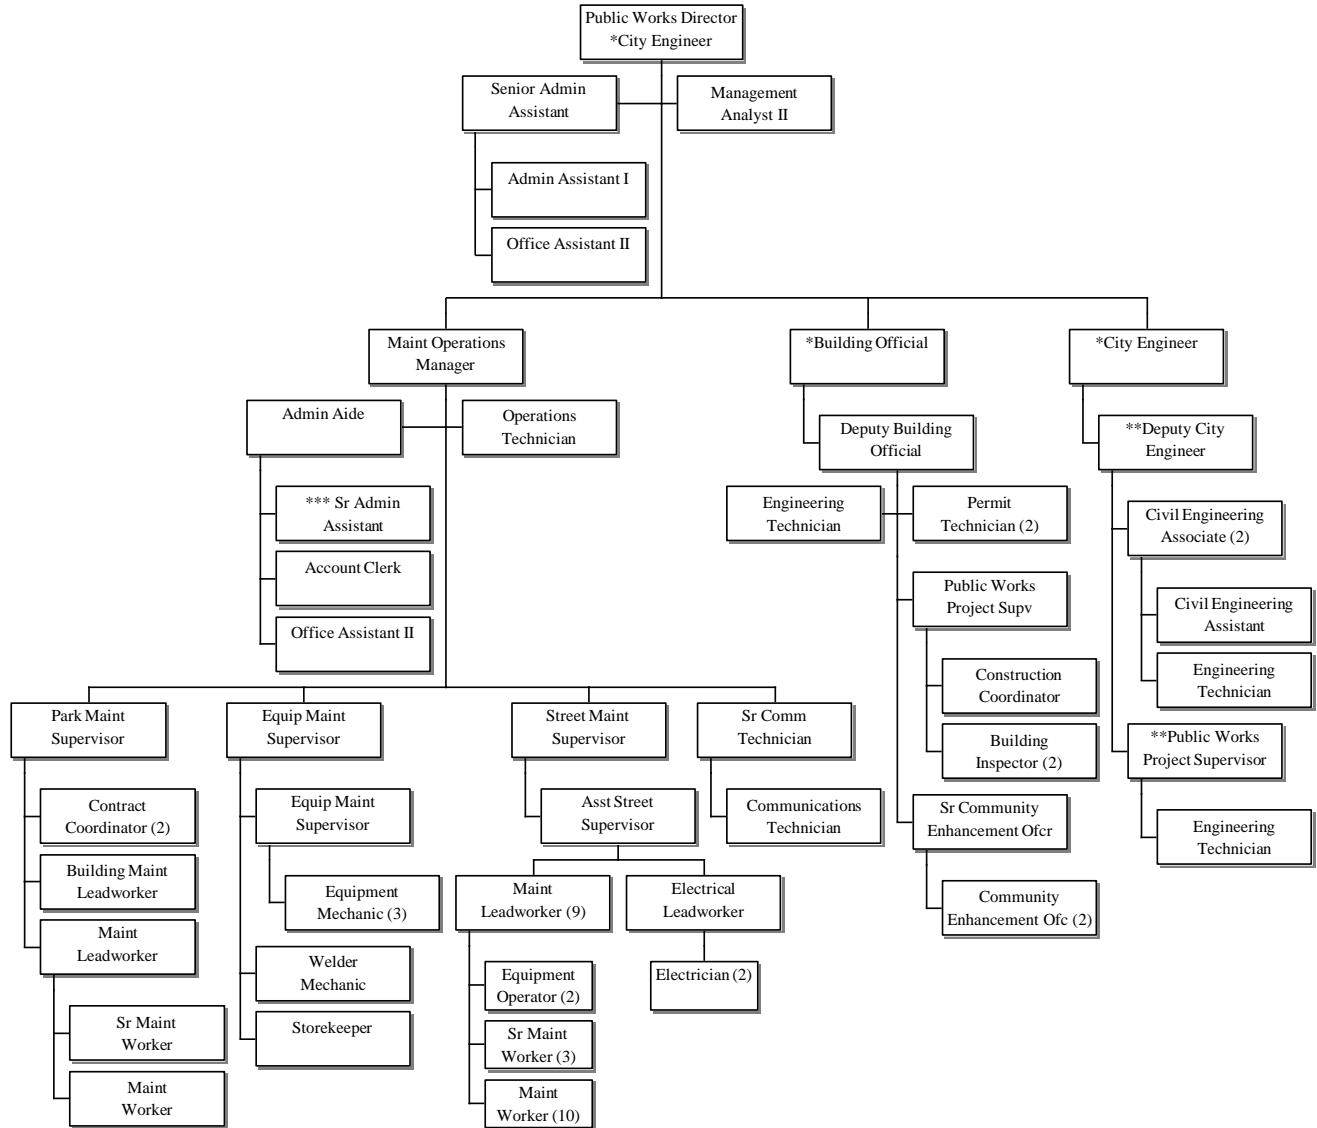 Public Works Director
*City Engineer
Senior Admin
Assistant
Management
Analyst II
Admin Assistant I
Office Assistant II
Maint Operations
Manager
*Building Official
*City Engineer
Admin Aide
Operations
Technician
Deputy Building
Official
**Deputy City
Engineer
*** Sr Admin
Assistant
Account Clerk
Office Assistant II
Engineering
Technician
Permit
Technician (2)
Civil Engineering
Associate (2)
Public Works
Project Supv
Civil Engineering
Assistant
Construction
Coordinator
Engineering
Technician
Building
Inspector (2)
**Public Works
Project Supervisor
Sr Community
Enhancement Ofcr
Engineering
Technician
Community
Enhancement Ofc (2)
Park Maint
Supervisor
Equip Maint
Supervisor
Street Maint
Supervisor
Sr Comm
Technician
Contract
Coordinator (2)
Equip Maint
Supervisor
Asst Street
Supervisor
Communications
Technician
Building Maint
Leadworker
Equipment
Mechanic (3)
Maint
Leadworker (9)
Electrical
Leadworker
Maint
Leadworker
Welder
Mechanic
Equipment
Operator (2)
Electrician (2)
Sr Maint
Worker
Storekeeper
Sr Maint
Worker (3)
Maint
Worker
Maint
Worker (10)